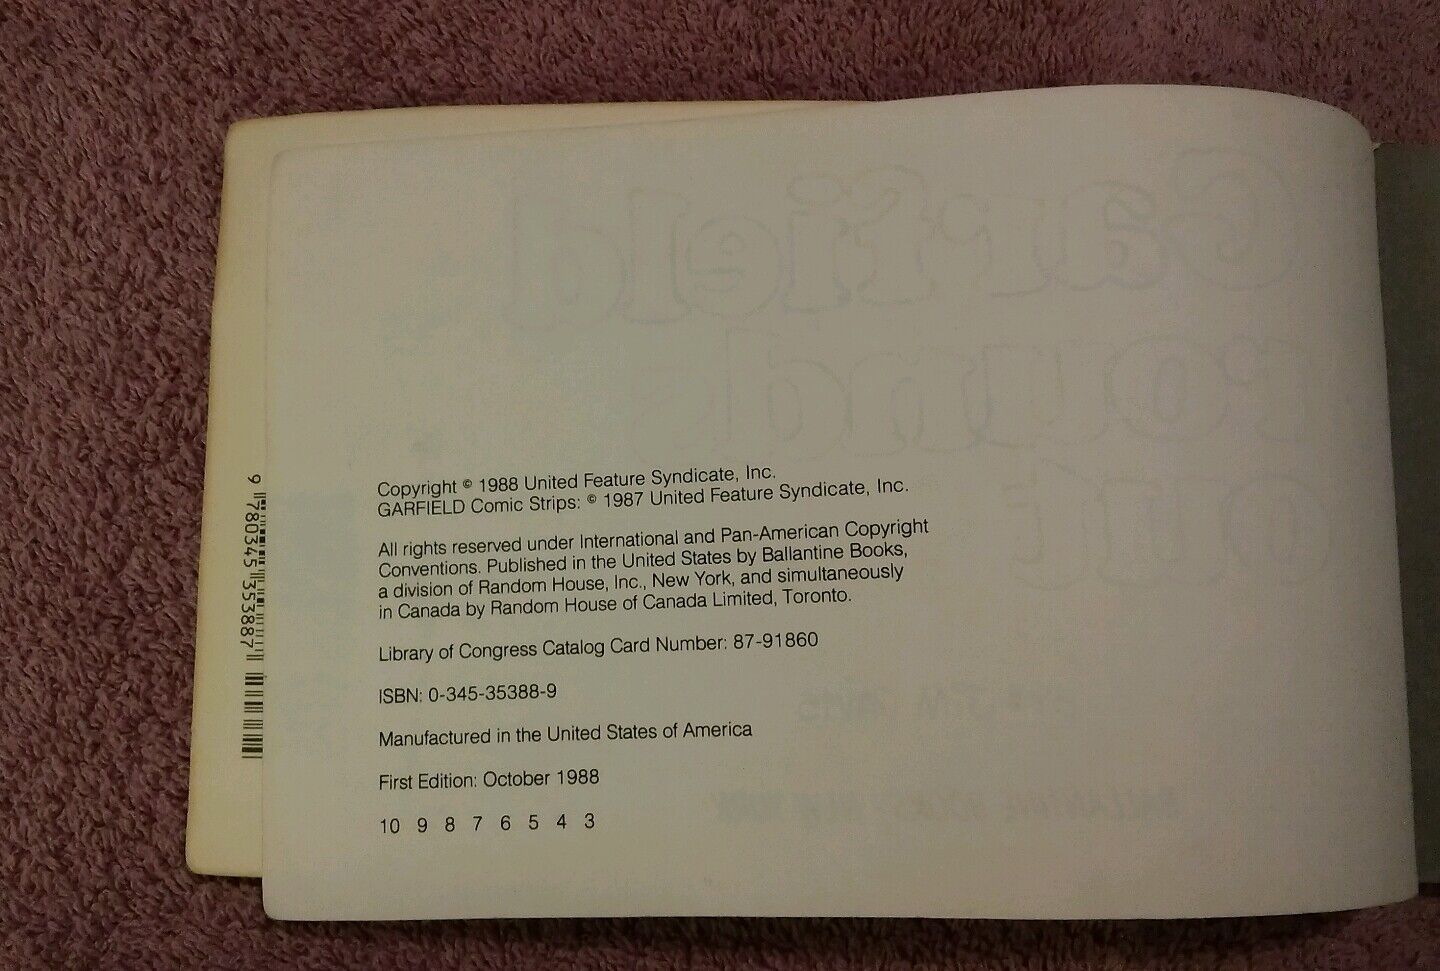 Copyright © 1988 United Feature Syndicate, Inc.
GARFIELD Comic Strips: © 1987 United Feature Syndicate, Inc.
All rights reserved under International and Pan-American Copyright
Conventions. Published in the United States by Ballantine Books,
a division of Random House, Inc., New York, and simultaneously
in Canada by Random House of Canada Limited, Toronto.
Library of Congress Catalog Card Number: 87-91860
ISBN: 0-345-35388-9
Manufactured in the United States of America
First Edition: October 1988
10 9 8 7 6 5 4 3
9 780345 353887
Garfield
rounds
out